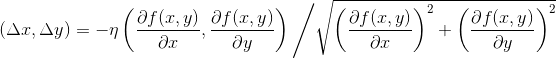 (Δx, Δy) = −η (∂f(x, y)/∂x, ∂f(x, y)/∂y) / √((∂f(x, y)/∂x)² + (∂f(x, y)/∂y)²)